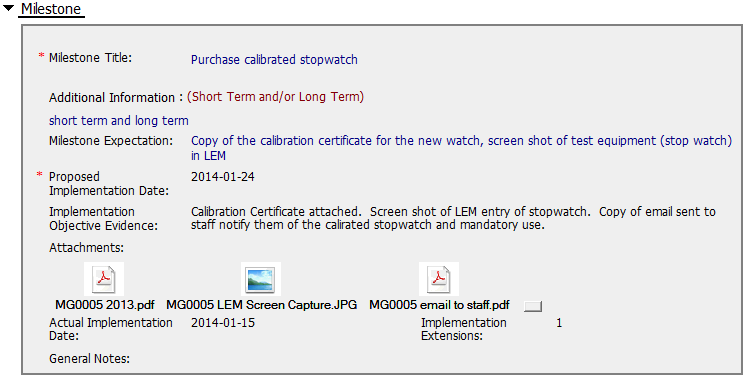 Milestone
* Milestone Title: Purchase calibrated stopwatch
Additional Information : (Short Term and/or Long Term)
short term and long term
Milestone Expectation: Copy of the calibration certificate for the new watch, screen shot of test equipment (stop watch)
in LEM
* Proposed 2014-01-24
Implementation Date:
Implementation Calibration Certificate attached. Screen shot of LEM entry of stopwatch. Copy of email sent to
Objective Evidence: staff notify them of the calirated stopwatch and mandatory use.
Attachments:
MG0005 2013.pdf MG0005 LEM Screen Capture.JPG MG0005 email to staff.pdf
Actual Implementation 2014-01-15 Implementation 1
Date: Extensions:
General Notes: